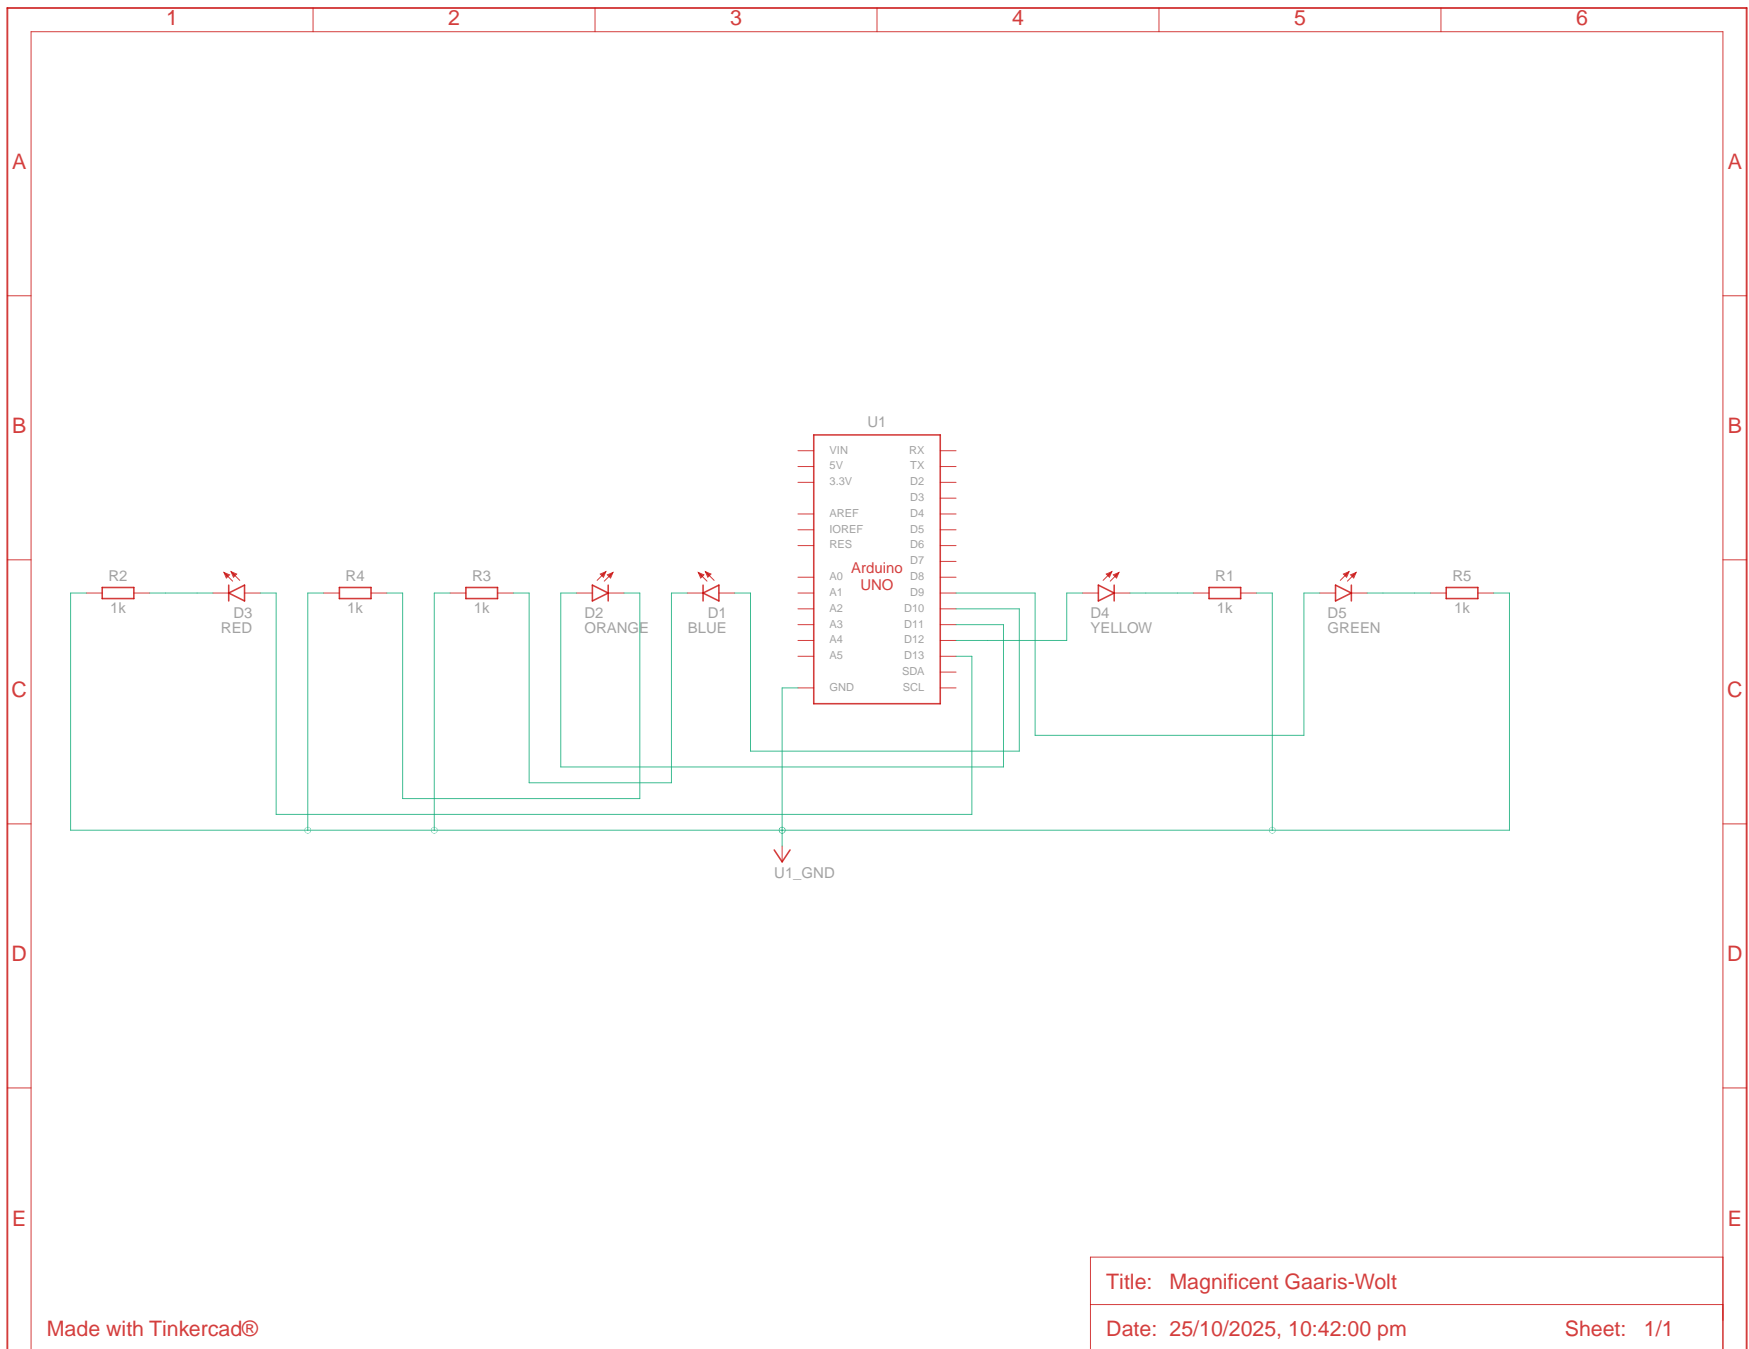 1 2 3 4 5 6
A A
B B
U1
VIN RX
5V TX
3.3V D2
D3
AREF D4
IOREF D5
RES D6
D7
Arduino
UNO
A0 D8
A1 D9
A2 D10
A3 D11
A4 D12
A5 D13
SDA
GND SCL
R2
1k
D3
RED
R4
1k
R3
1k
D2
ORANGE
D1
BLUE
D4
YELLOW
R1
1k
D5
GREEN
R5
1k
C C
U1_GND
D D
E E
Title: Magnificent Gaaris-Wolt
Made with Tinkercad®
Date: 25/10/2025, 10:42:00 pm Sheet: 1/1